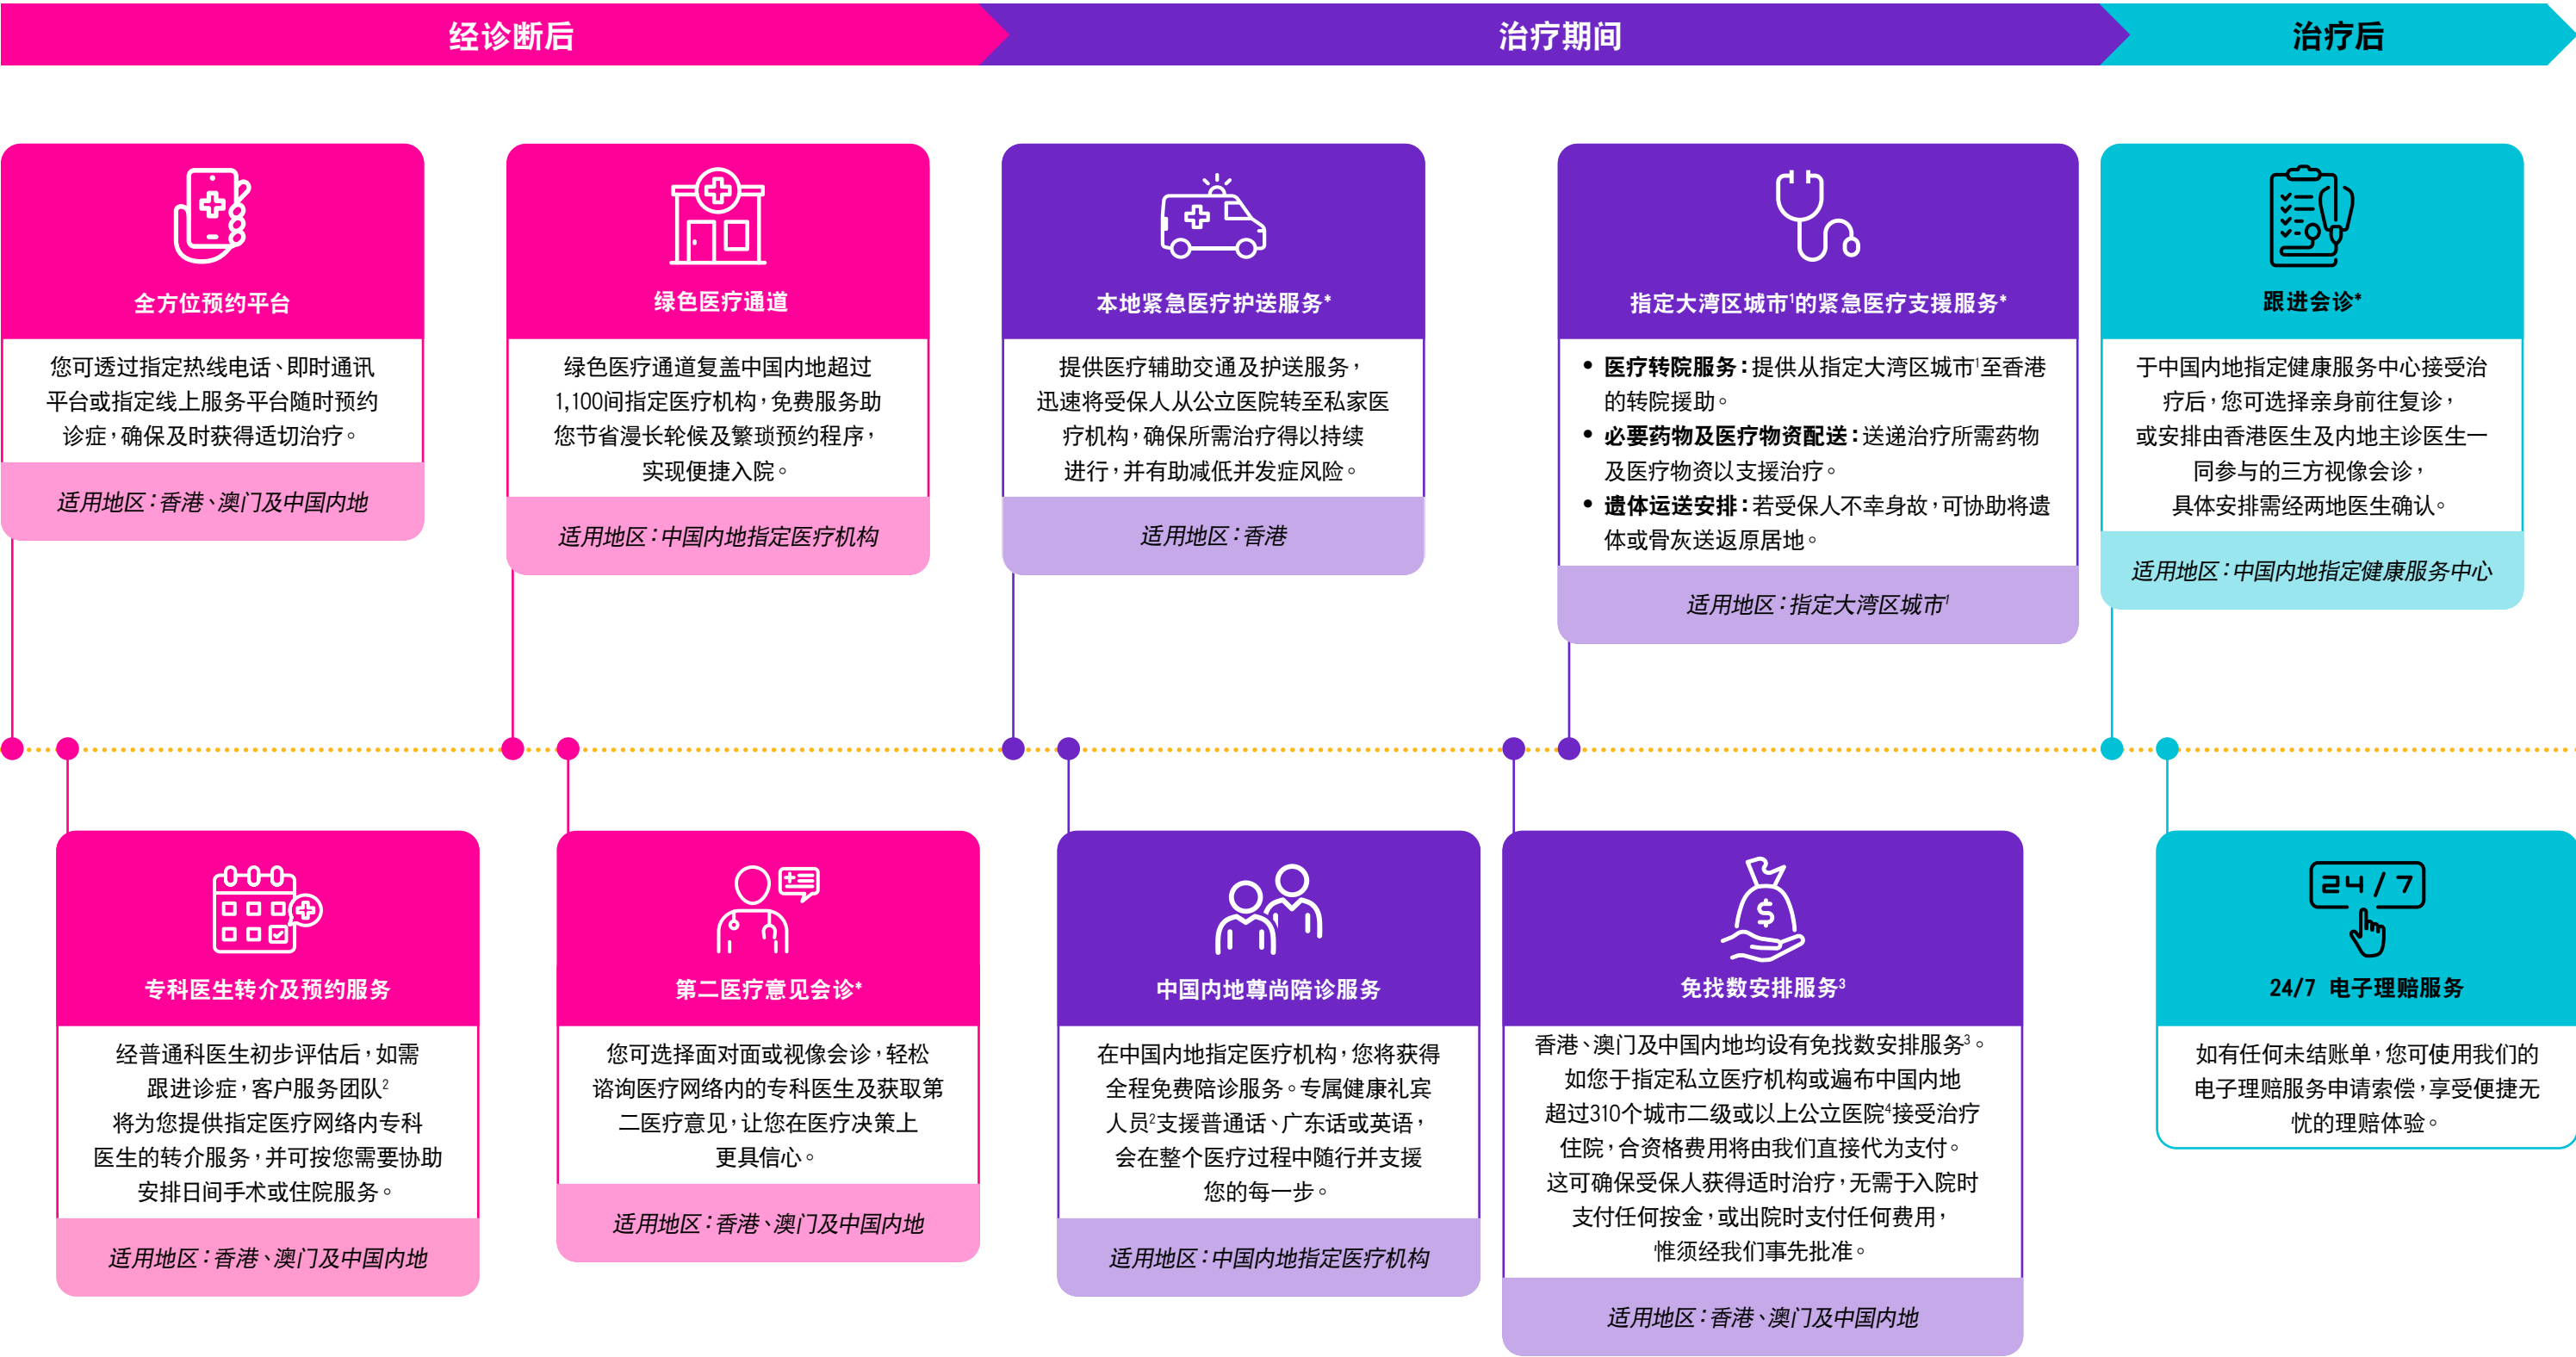 经诊断后
治疗期间
治疗后
全方位预约平台
您可透过指定热线电话、即时通讯
平台或指定线上服务平台随时预约
诊症，确保及时获得适切治疗。
适用地区：香港、澳门及中国内地
绿色医疗通道
绿色医疗通道复盖中国内地超过
1,100间指定医疗机构，免费服务助
您节省漫长轮候及繁琐预约程序，
实现便捷入院。
适用地区：中国内地指定医疗机构
本地紧急医疗护送服务*
提供医疗辅助交通及护送服务，
迅速将受保人从公立医院转至私家医
疗机构，确保所需治疗得以持续
进行，并有助减低并发症风险。
适用地区：香港
指定大湾区城市¹的紧急医疗支援服务*
• 医疗转院服务：提供从指定大湾区城市¹至香港
的转院援助。
• 必要药物及医疗物资配送：送递治疗所需药物
及医疗物资以支援治疗。
• 遗体运送安排：若受保人不幸身故，可协助将遗
体或骨灰送返原居地。
适用地区：指定大湾区城市¹
跟进会诊*
于中国内地指定健康服务中心接受治
疗后，您可选择亲身前往复诊，
或安排由香港医生及内地主诊医生一
同参与的三方视像会诊，
具体安排需经两地医生确认。
适用地区：中国内地指定健康服务中心
专科医生转介及预约服务
经普通科医生初步评估后，如需
跟进诊症，客户服务团队²
将为您提供指定医疗网络内专科
医生的转介服务，并可按您需要协助
安排日间手术或住院服务。
适用地区：香港、澳门及中国内地
第二医疗意见会诊*
您可选择面对面或视像会诊，轻松
谘询医疗网络内的专科医生及获取第
二医疗意见，让您在医疗决策上
更具信心。
适用地区：香港、澳门及中国内地
中国内地尊尚陪诊服务
在中国内地指定医疗机构，您将获得
全程免费陪诊服务。专属健康礼宾
人员²支援普通话、广东话或英语，
会在整个医疗过程中随行并支援
您的每一步。
适用地区：中国内地指定医疗机构
$
免找数安排服务³
香港、澳门及中国内地均设有免找数安排服务³。
如您于指定私立医疗机构或遍布中国内地
超过310个城市二级或以上公立医院⁴接受治疗
住院，合资格费用将由我们直接代为支付。
这可确保受保人获得适时治疗，无需于入院时
支付任何按金，或出院时支付任何费用，
惟须经我们事先批准。
适用地区：香港、澳门及中国内地
24/7
24/7 电子理赔服务
如有任何未结账单，您可使用我们的
电子理赔服务申请索偿，享受便捷无
忧的理赔体验。